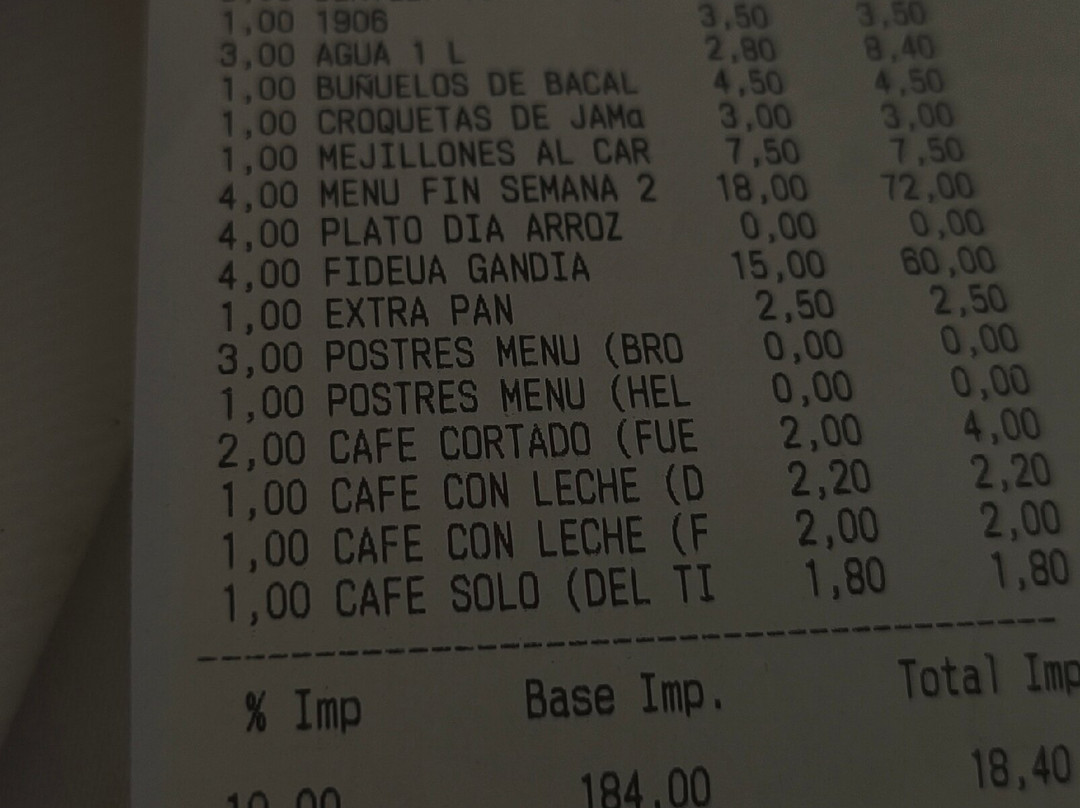 1,00 1906 3,50 3,50
3,00 AGUA 1 L 2,80 8,40
1,00 BUÑUELOS DE BACAL 4,50 4,50
1,00 CROQUETAS DE JAMa 3,00 3,00
1,00 MEJILLONES AL CAR 7,50 7,50
4,00 MENU FIN SEMANA 2 18,00 72,00
4,00 PLATO DIA ARROZ 0,00 0,00
4,00 FIDEUA GANDIA 15,00 60,00
1,00 EXTRA PAN 2,50 2,50
3,00 POSTRES MENU (BRO 0,00 0,00
1,00 POSTRES MENU (HEL 0,00 0,00
2,00 CAFE CORTADO (FUE 2,00 4,00
1,00 CAFE CON LECHE (D 2,20 2,20
1,00 CAFE CON LECHE (F 2,00 2,00
1,00 CAFE SOLO (DEL TI 1,80 1,80
% Imp Base Imp. Total Imp
10,00 184,00 18,40